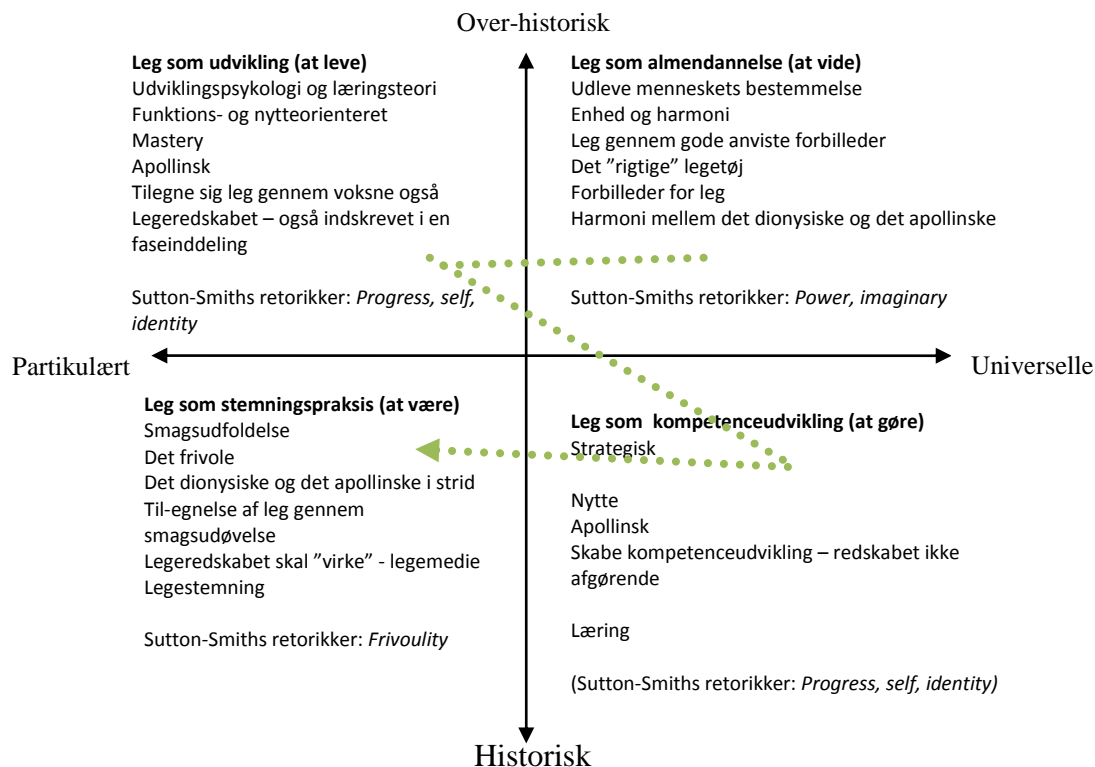 Over-historisk
Leg som udvikling (at leve)
Udviklingspsykologi og læringsteori
Funktions- og nytteorienteret
Mastery
Apollinsk
Tilegne sig leg gennem voksne også
Legeredskabet – også indskrevet i en
faseinddeling
Sutton-Smiths retorikker: Progress, self,
identity
Leg som almendannelse (at vide)
Udleve menneskets bestemmelse
Enhed og harmoni
Leg gennem gode anviste forbilleder
Det ”rigtige” legetøj
Forbilleder for leg
Harmoni mellem det dionysiske og det apollinske
Sutton-Smiths retorikker: Power, imaginary
Partikulært
Universelle
Leg som stemningspraksis (at være)
Smagsudfoldelse
Det frivole
Det dionysiske og det apollinske i strid
Til-egnelse af leg gennem
smagsudøvelse
Legeredskabet skal ”virke” - legemedie
Legestemning
Sutton-Smiths retorikker: Frivoulity
Leg som kompetenceudvikling (at gøre)
Strategisk
Nytte
Apollinsk
Skabe kompetenceudvikling – redskabet ikke
afgørende
Læring
(Sutton-Smiths retorikker: Progress, self, identity)
Historisk